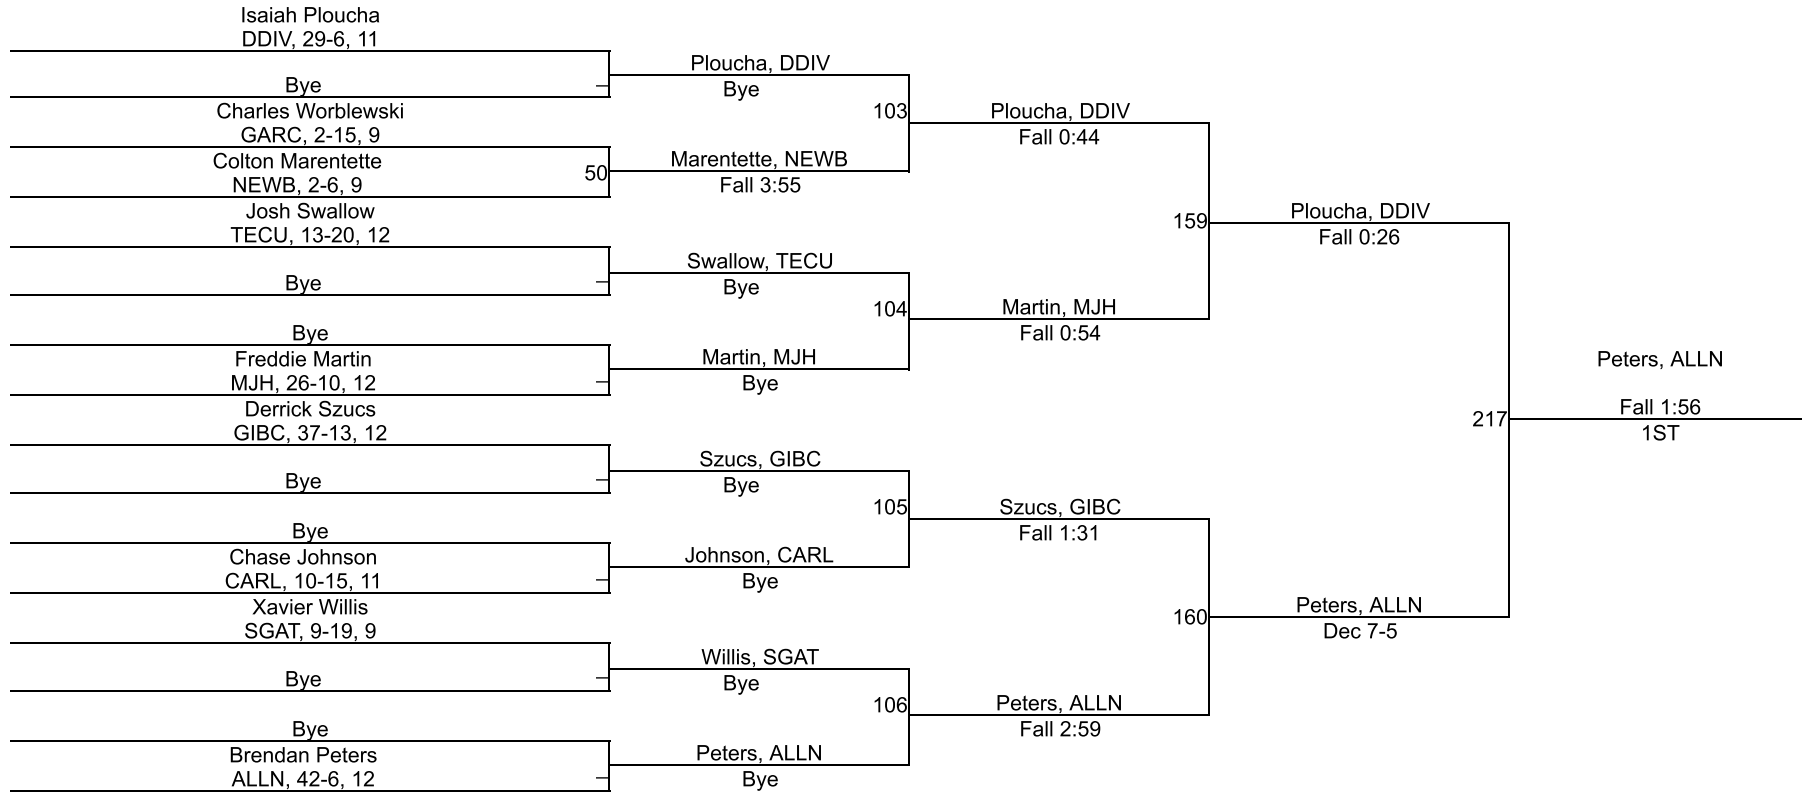 Isaiah Ploucha
DDIV, 29-6, 11
Bye
Charles Worblewski
GARC, 2-15, 9
Colton Marentette
NEWB, 2-6, 9
50
Josh Swallow
TECU, 13-20, 12
Bye
Bye
Freddie Martin
MJH, 26-10, 12
Derrick Szucs
GIBC, 37-13, 12
Bye
Bye
Chase Johnson
CARL, 10-15, 11
Xavier Willis
SGAT, 9-19, 9
Bye
Bye
Brendan Peters
ALLN, 42-6, 12
Ploucha, DDIV
Bye
103
Marentette, NEWB
Fall 3:55
Swallow, TECU
Bye
104
Martin, MJH
Bye
Szucs, GIBC
Bye
105
Johnson, CARL
Bye
Willis, SGAT
Bye
106
Peters, ALLN
Bye
Ploucha, DDIV
Fall 0:44
159
Martin, MJH
Fall 0:54
Szucs, GIBC
Fall 1:31
160
Peters, ALLN
Fall 2:59
Ploucha, DDIV
Fall 0:26
217
Peters, ALLN
Dec 7-5
Peters, ALLN
Fall 1:56
1ST